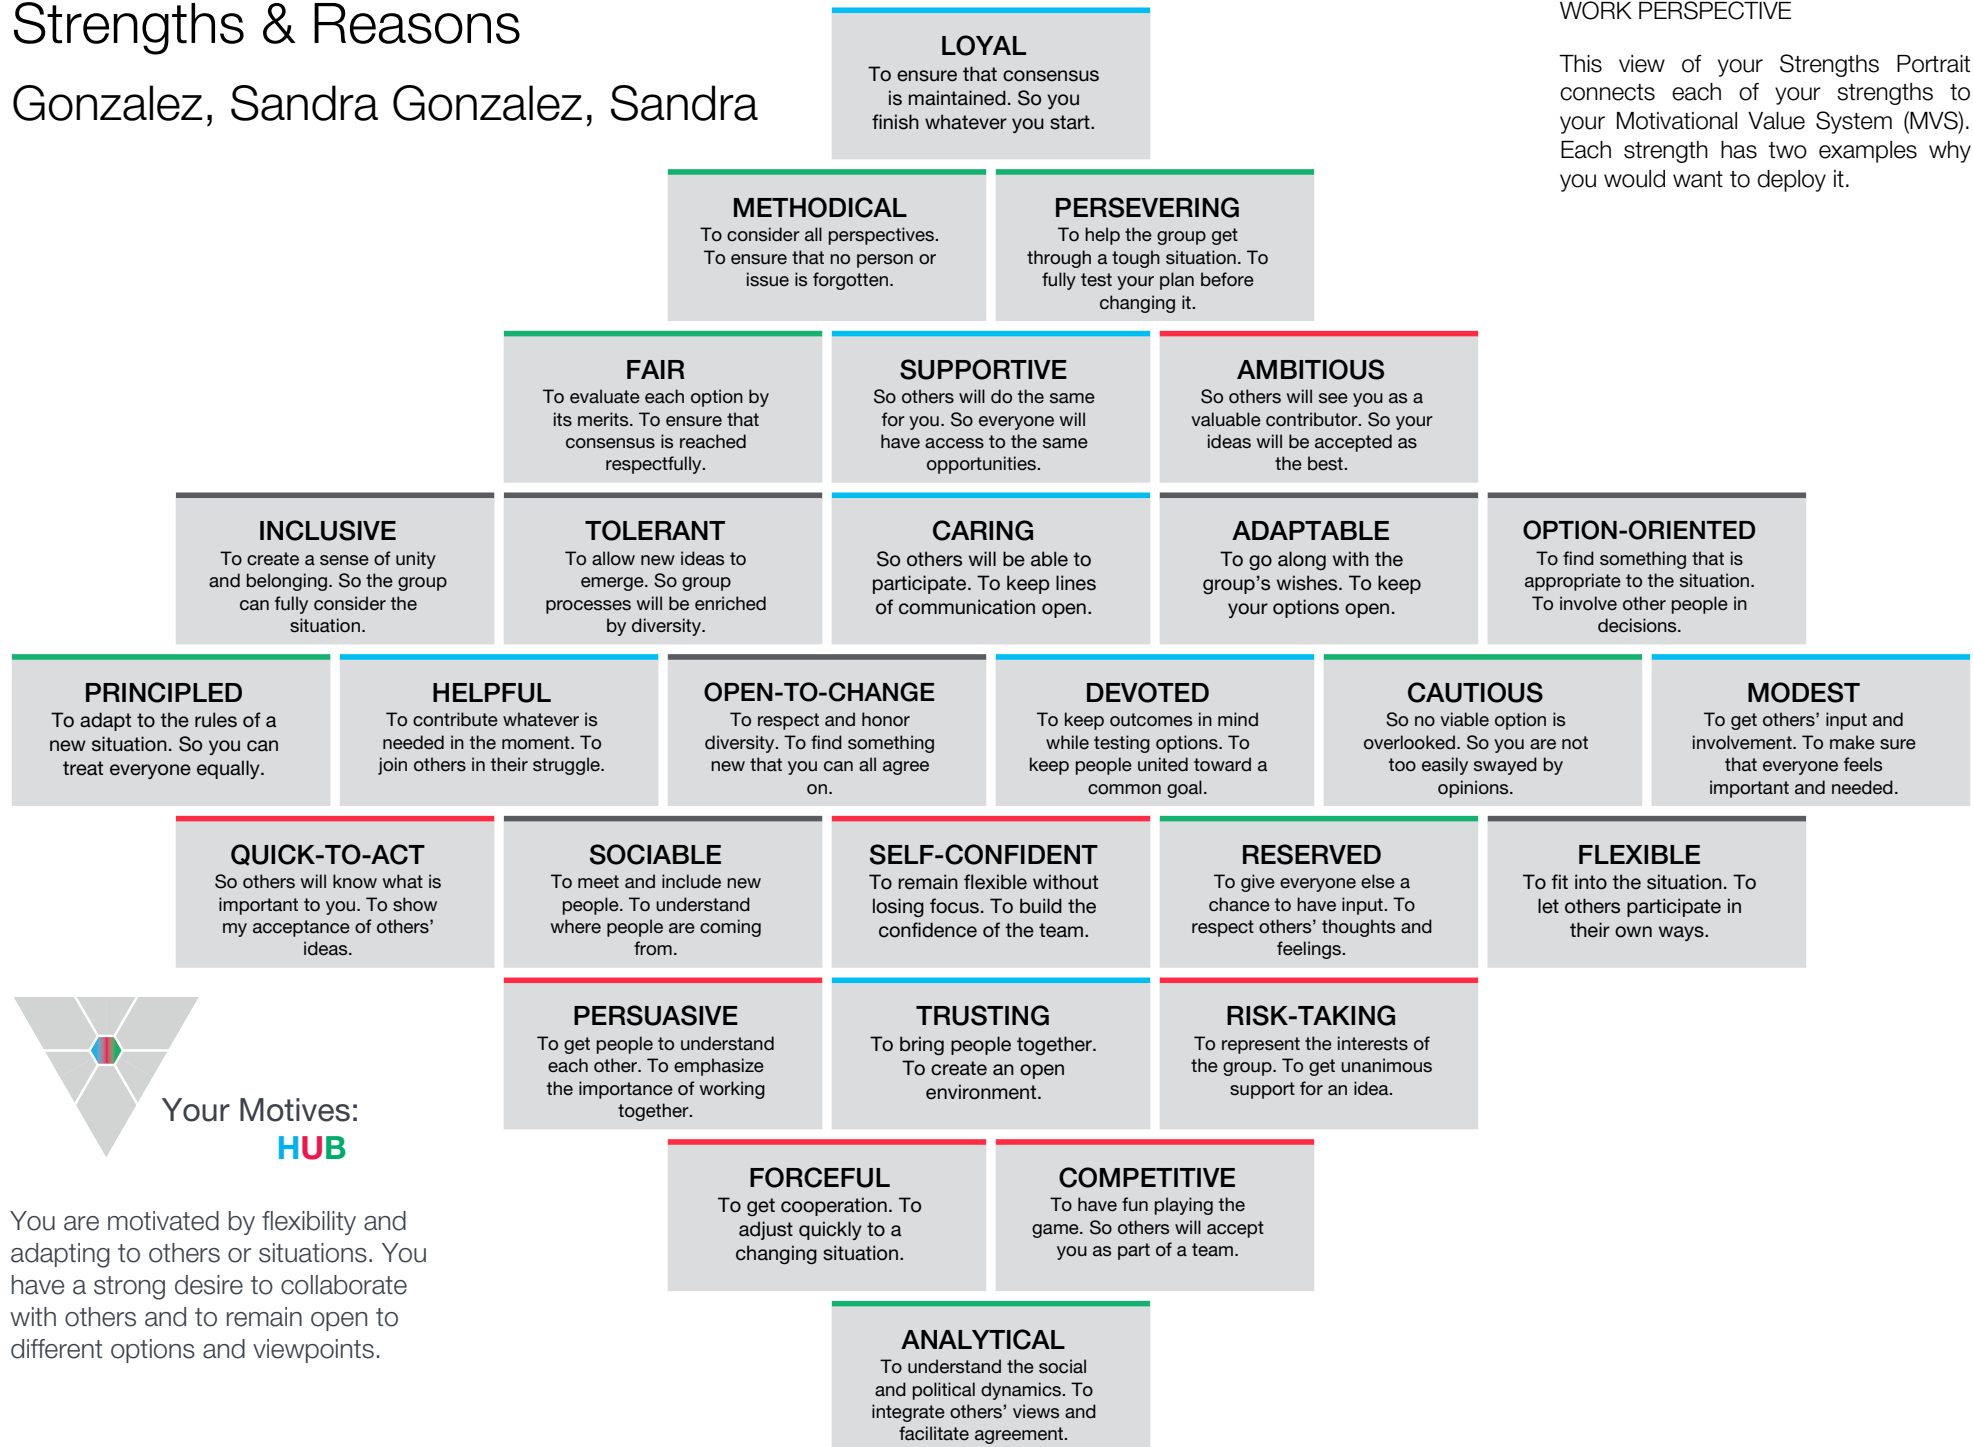 Strengths & Reasons
Gonzalez, Sandra Gonzalez, Sandra
WORK PERSPECTIVE
This view of your Strengths Portrait
connects each of your strengths to
your Motivational Value System (MVS).
Each strength has two examples why
you would want to deploy it.
LOYAL
To ensure that consensus
is maintained. So you
finish whatever you start.
METHODICAL
To consider all perspectives.
To ensure that no person or
issue is forgotten.
PERSEVERING
To help the group get
through a tough situation. To
fully test your plan before
changing it.
FAIR
To evaluate each option by
its merits. To ensure that
consensus is reached
respectfully.
SUPPORTIVE
So others will do the same
for you. So everyone will
have access to the same
opportunities.
AMBITIOUS
So others will see you as a
valuable contributor. So your
ideas will be accepted as
the best.
INCLUSIVE
To create a sense of unity
and belonging. So the group
can fully consider the
situation.
TOLERANT
To allow new ideas to
emerge. So group
processes will be enriched
by diversity.
CARING
So others will be able to
participate. To keep lines
of communication open.
ADAPTABLE
To go along with the
group's wishes. To keep
your options open.
OPTION-ORIENTED
To find something that is
appropriate to the situation.
To involve other people in
decisions.
PRINCIPLED
To adapt to the rules of a
new situation. So you can
treat everyone equally.
HELPFUL
To contribute whatever is
needed in the moment. To
join others in their struggle.
OPEN-TO-CHANGE
To respect and honor
diversity. To find something
new that you can all agree
on.
DEVOTED
To keep outcomes in mind
while testing options. To
keep people united toward a
common goal.
CAUTIOUS
So no viable option is
overlooked. So you are not
too easily swayed by
opinions.
MODEST
To get others' input and
involvement. To make sure
that everyone feels
important and needed.
QUICK-TO-ACT
So others will know what is
important to you. To show
my acceptance of others'
ideas.
SOCIABLE
To meet and include new
people. To understand
where people are coming
from.
SELF-CONFIDENT
To remain flexible without
losing focus. To build the
confidence of the team.
RESERVED
To give everyone else a
chance to have input. To
respect others' thoughts and
feelings.
FLEXIBLE
To fit into the situation. To
let others participate in
their own ways.
PERSUASIVE
To get people to understand
each other. To emphasize
the importance of working
together.
TRUSTING
To bring people together.
To create an open
environment.
RISK-TAKING
To represent the interests of
the group. To get unanimous
support for an idea.
FORCEFUL
To get cooperation. To
adjust quickly to a
changing situation.
COMPETITIVE
To have fun playing the
game. So others will accept
you as part of a team.
ANALYTICAL
To understand the social
and political dynamics. To
integrate others' views and
facilitate agreement.
Your Motives:
HUB
You are motivated by flexibility and
adapting to others or situations. You
have a strong desire to collaborate
with others and to remain open to
different options and viewpoints.